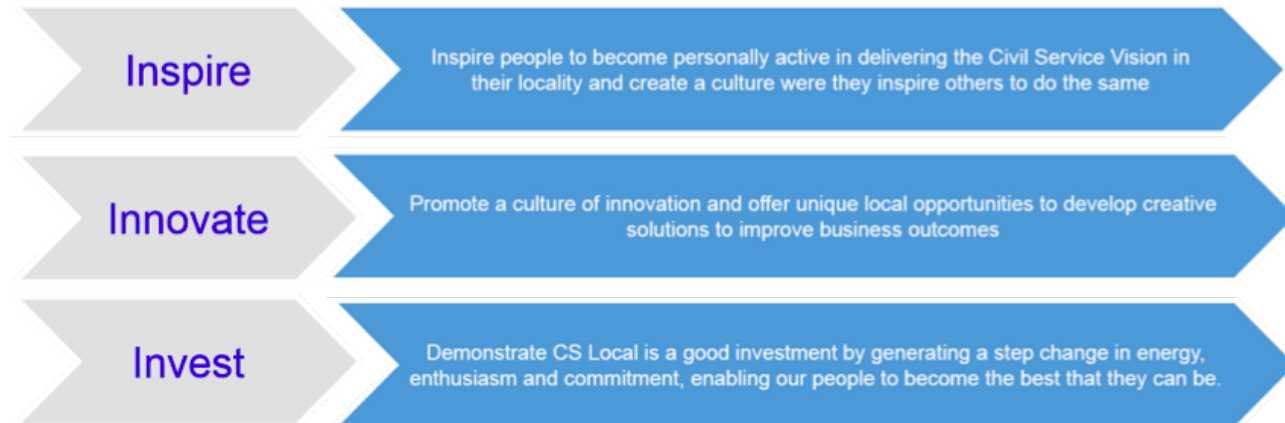 Inspire
Inspire people to become personally active in delivering the Civil Service Vision in
their locality and create a culture were they inspire others to do the same
Innovate
Promote a culture of innovation and offer unique local opportunities to develop creative
solutions to improve business outcomes
Invest
Demonstrate CS Local is a good investment by generating a step change in energy,
enthusiasm and commitment, enabling our people to become the best that they can be.